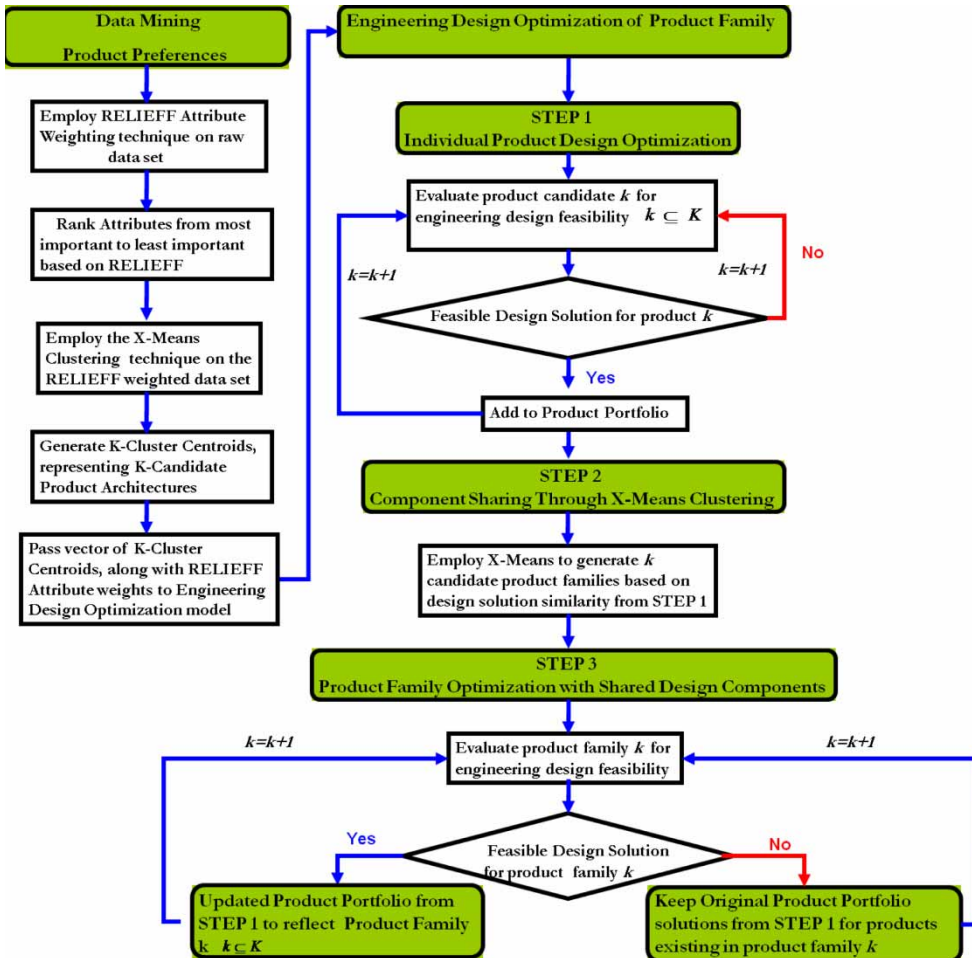 Data Mining
Product Preferences
Employ RELIEFF Attribute
Weighting technique on raw
data set
Rank Attributes from most
important to least important
based on RELIEFF
Employ the X-Means
Clustering technique on the
RELIEFF weighted data set
Generate K-Cluster Centroids,
representing K-Candidate
Product Architectures
Pass vector of K-Cluster
Centroids, along with RELIEFF
Attribute weights to Engineering
Design Optimization model
Engineering Design Optimization of Product Family
STEP 1
Individual Product Design Optimization
Evaluate product candidate k for
engineering design feasibility k ⊆ K
k=k+1
k=k+1
No
Feasible Design Solution for product k
Yes
Add to Product Portfolio
STEP 2
Component Sharing Through X-Means Clustering
Employ X-Means to generate k
candidate product families based on
design solution similarity from STEP 1
STEP 3
Product Family Optimization with Shared Design Components
k=k+1
Evaluate product family k for
engineering design feasibility
k=k+1
Yes
Feasible Design Solution
for product family k
No
Updated Product Portfolio from
STEP 1 to reflect Product Family
k k ⊆ K
Keep Original Product Portfolio
solutions from STEP 1 for products
existing in product family k